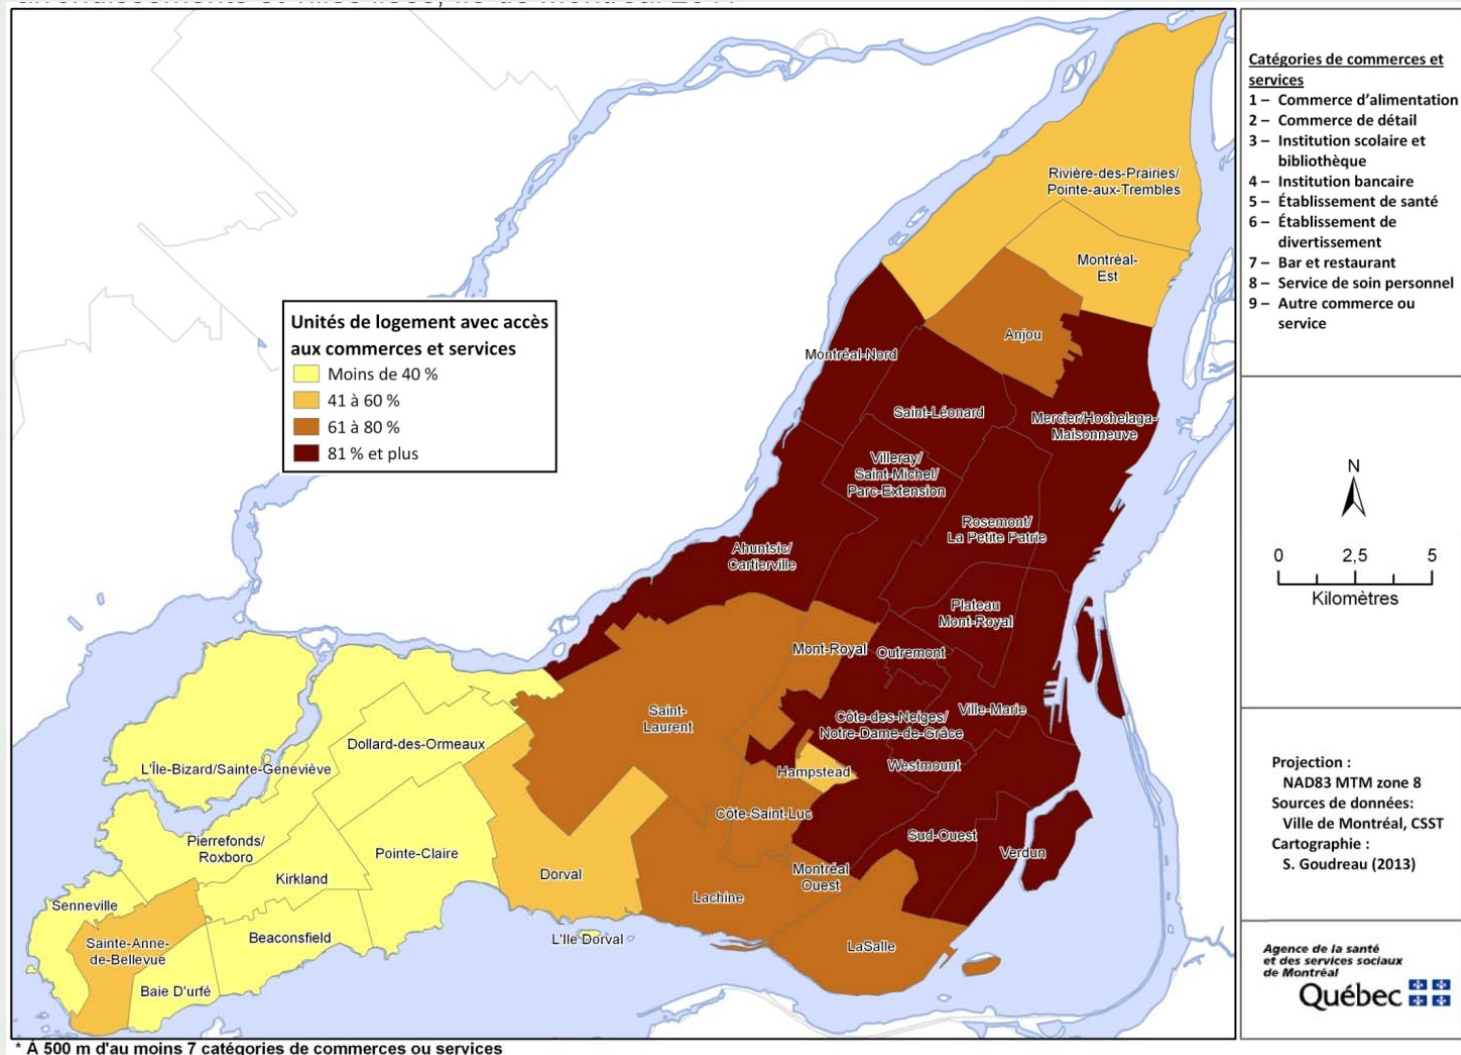 arrondissements et villes liées, île de Montréal 2011
Catégories de commerces et
services
1 – Commerce d'alimentation
2 – Commerce de détail
3 – Institution scolaire et
bibliothèque
4 – Institution bancaire
5 – Établissement de santé
6 – Établissement de
divertissement
7 – Bar et restaurant
8 – Service de soin personnel
9 – Autre commerce ou
service
Rivière-des-Prairies/
Pointe-aux-Trembles
Montréal-
Est
Unités de logement avec accès
aux commerces et services
Moins de 40 %
41 à 60 %
61 à 80 %
81 % et plus
Anjou
Montréal-Nord
Saint-Léonard
Mercier/Hochelaga-
Maisonneuve
Villeray/
Saint-Michel/
Parc-Extension
Rosemont/
La Petite Patrie
Ahuntsic/
Cartierville
Plateau
Mont-Royal
Mont-Royal
Outremont
Saint-
Laurent
Côte-des-Neiges/
Notre-Dame-de-Grâce
Ville-Marie
Dollard-des-Ormeaux
L'Île-Bizard/Sainte-Geneviève
Hampstead
Westmount
Côte-Saint-Luc
Sud-Ouest
Verdun
Pierrefonds/
Roxboro
Pointe-Claire
Kirkland
Dorval
Montréal
Ouest
Lachine
Senneville
Sainte-Anne-
de-Bellevue
Beaconsfield
L'Ile Dorval
LaSalle
Baie D'urfé
N
0 2,5 5
Kilomètres
Projection :
NAD83 MTM zone 8
Sources de données:
Ville de Montréal, CSST
Cartographie :
S. Goudreau (2013)
Agence de la santé
et des services sociaux
de Montréal
Québec
* À 500 m d'au moins 7 catégories de commerces ou services